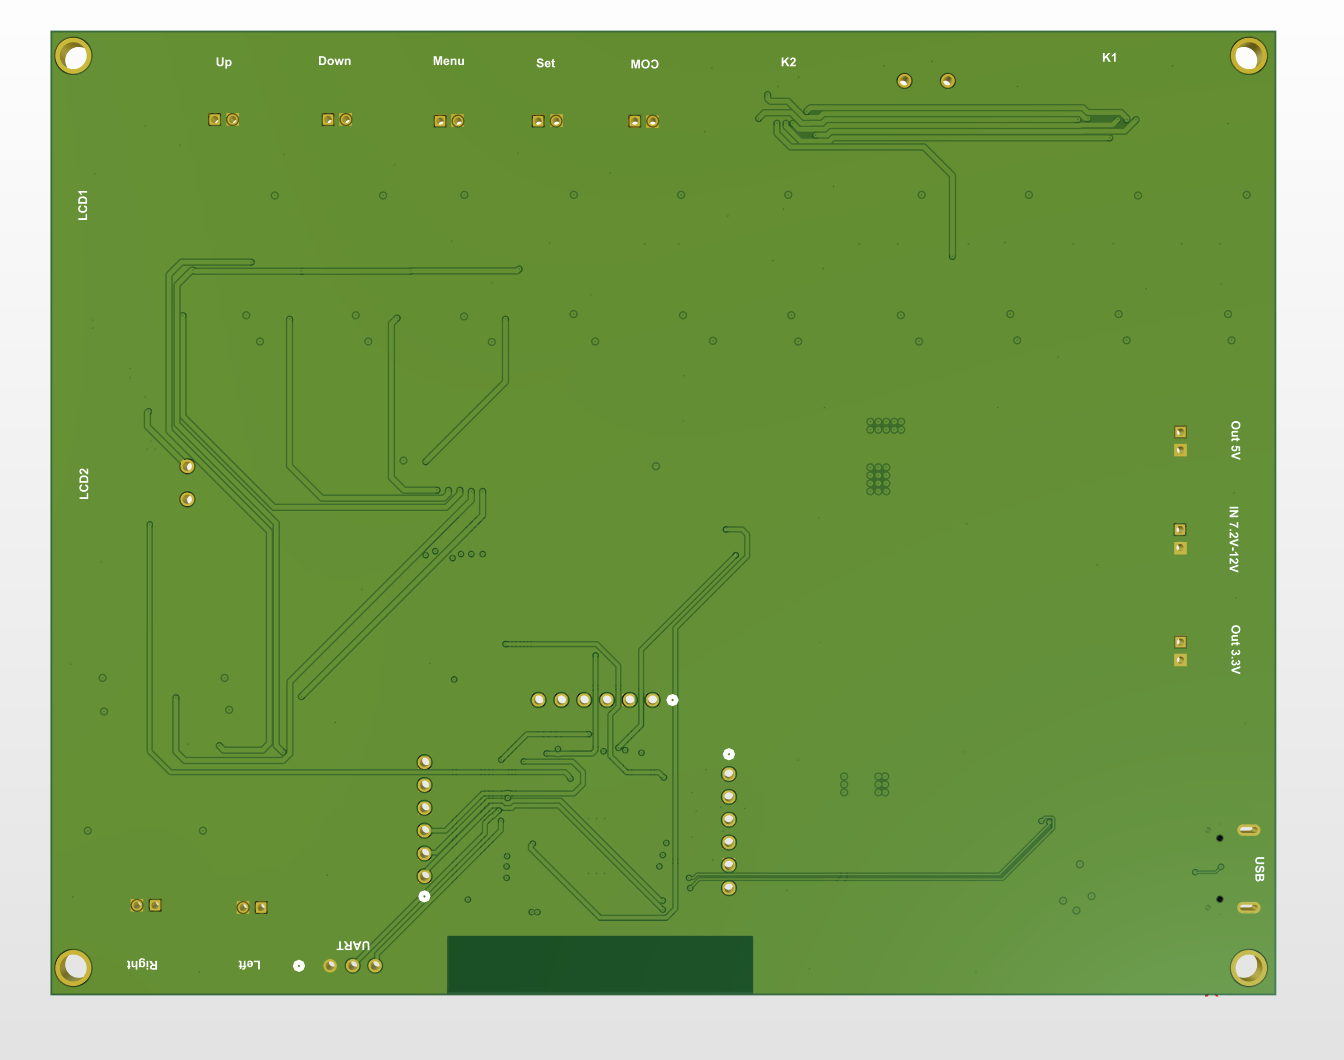 Up
Down
Menu
Set
COM
K2
K1
LCD1
Out 5V
LCD2
IN 7.2V-12V
Out 3.3V
USB
UART
Right
Left